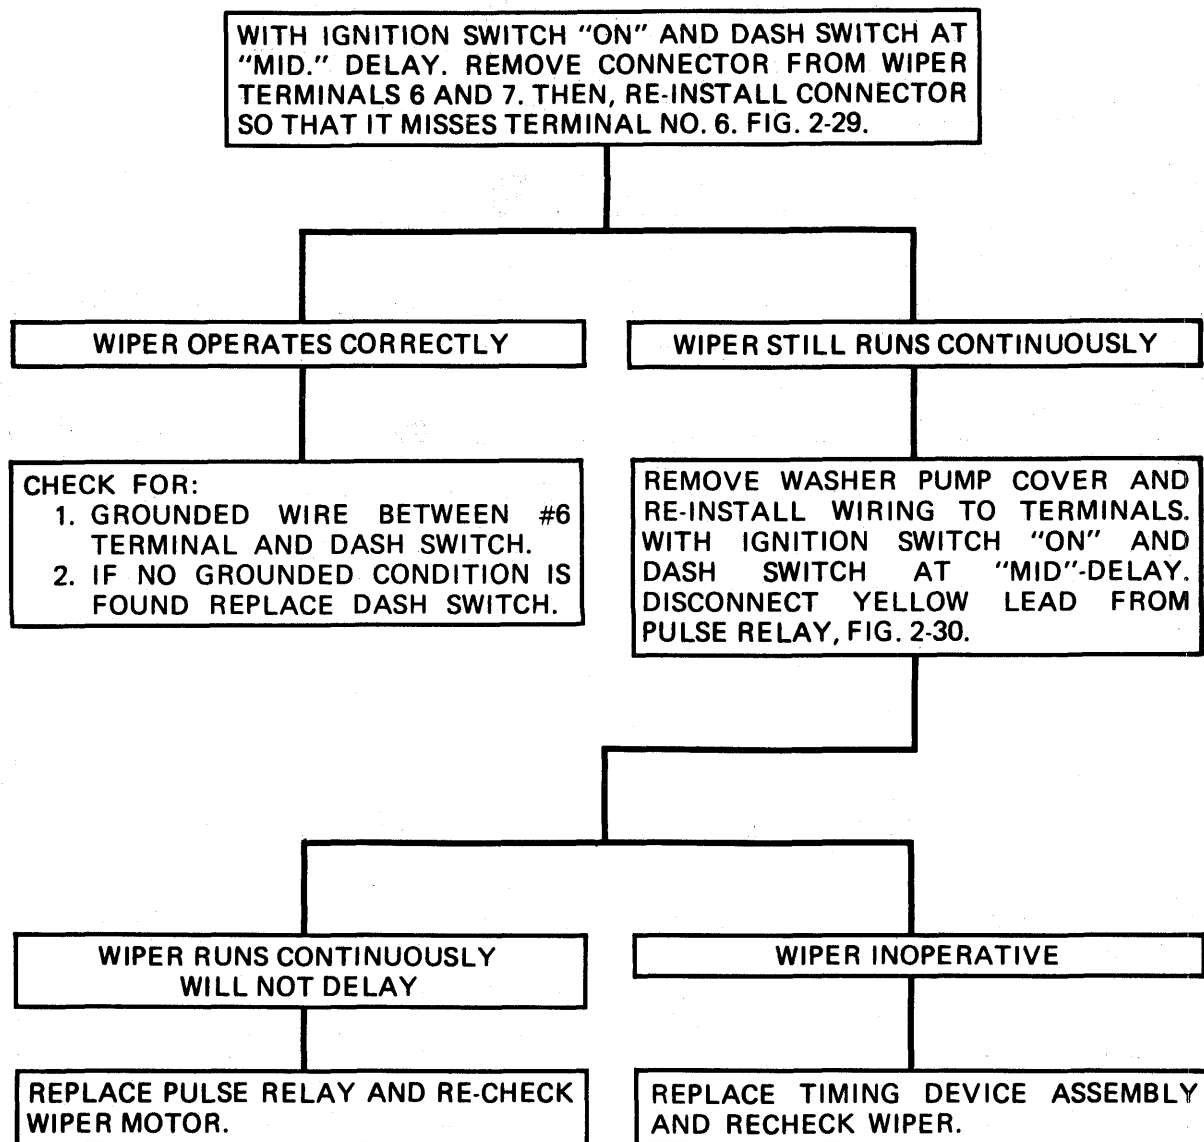 WITH IGNITION SWITCH "ON" AND DASH SWITCH AT
"MID." DELAY. REMOVE CONNECTOR FROM WIPER
TERMINALS 6 AND 7. THEN, RE-INSTALL CONNECTOR
SO THAT IT MISSES TERMINAL NO. 6. FIG. 2-29.
WIPER OPERATES CORRECTLY
WIPER STILL RUNS CONTINUOUSLY
CHECK FOR:
1. GROUNDED WIRE BETWEEN #6
TERMINAL AND DASH SWITCH.
2. IF NO GROUNDED CONDITION IS
FOUND REPLACE DASH SWITCH.
REMOVE WASHER PUMP COVER AND
RE-INSTALL WIRING TO TERMINALS.
WITH IGNITION SWITCH "ON" AND
DASH SWITCH AT "MID"-DELAY.
DISCONNECT YELLOW LEAD FROM
PULSE RELAY, FIG. 2-30.
WIPER RUNS CONTINUOUSLY
WILL NOT DELAY
WIPER INOPERATIVE
REPLACE PULSE RELAY AND RE-CHECK
WIPER MOTOR.
REPLACE TIMING DEVICE ASSEMBLY
AND RECHECK WIPER.